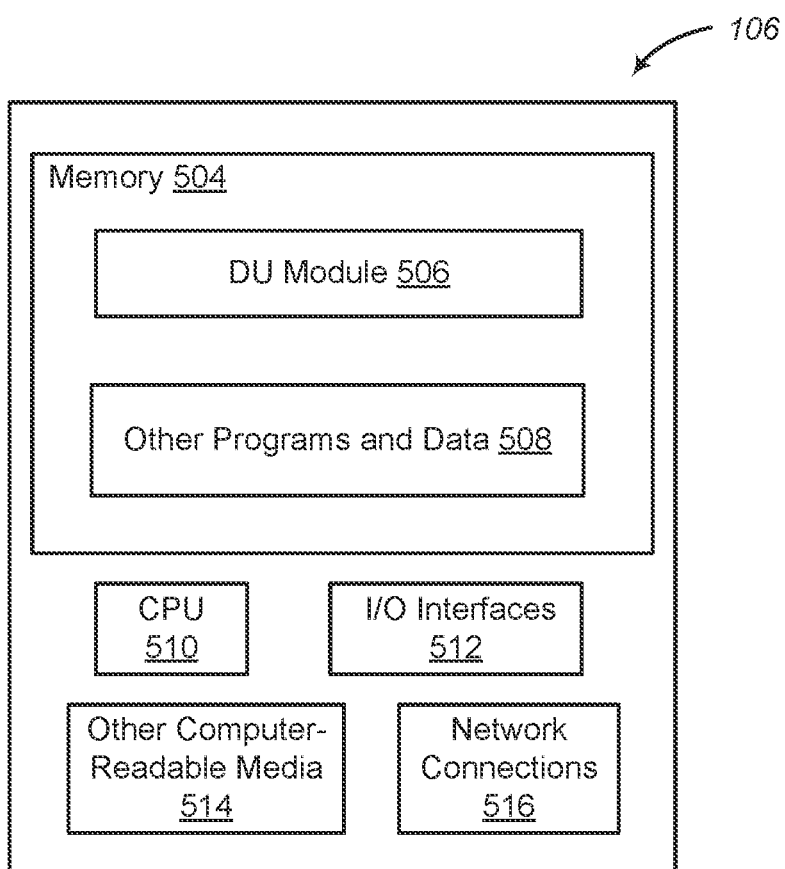 106
Memory 504
DU Module 506
Other Programs and Data 508
CPU
510
I/O Interfaces
512
Other Computer-
Readable Media
514
Network
Connections
516